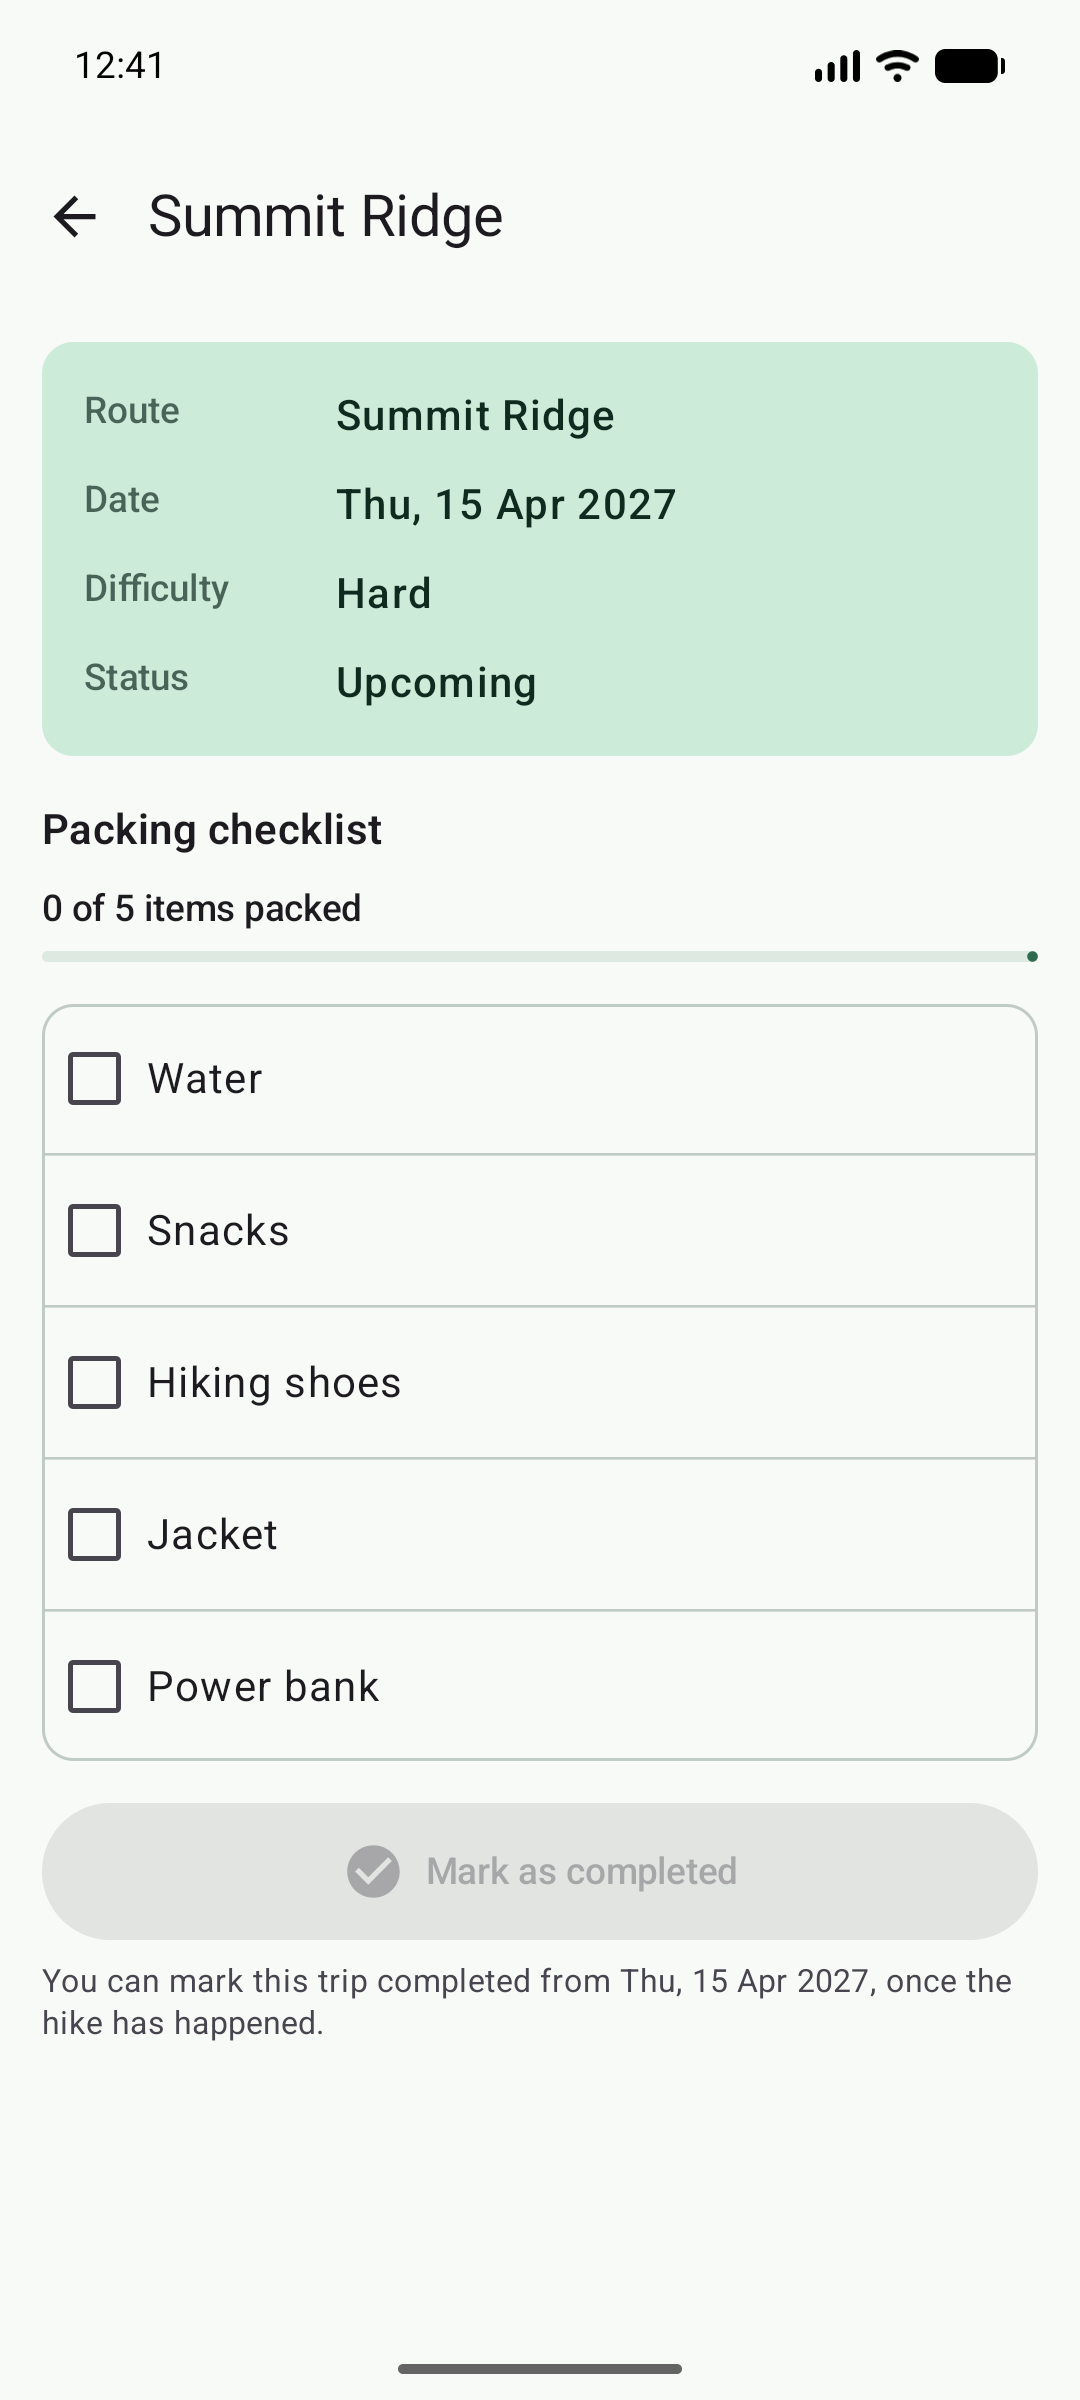 12:41
Summit Ridge
Route Summit Ridge
Date Thu, 15 Apr 2027
Difficulty Hard
Status Upcoming
Packing checklist
0 of 5 items packed
Water
Snacks
Hiking shoes
Jacket
Power bank
Mark as completed
You can mark this trip completed from Thu, 15 Apr 2027, once the
hike has happened.